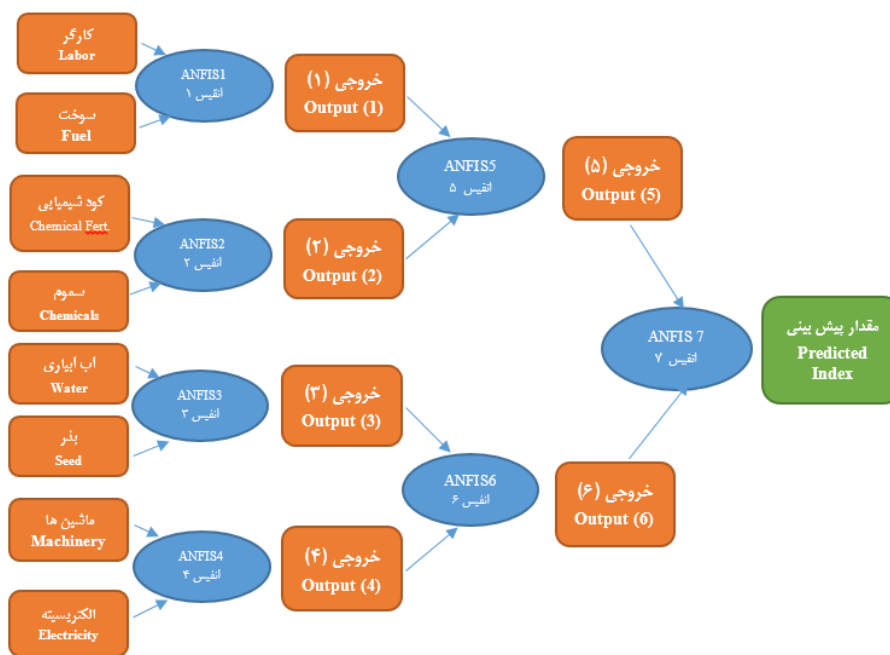 کارگر
Labor
سوخت
Fuel
کود شیمیایی
Chemical Fert.
سموم
Chemicals
اب ابیاری
Water
بذر
Seed
ماشین ها
Machinery
الکتریسیته
Electricity
ANFIS1
انفیس ۱
ANFIS2
انفیس ۲
ANFIS3
انفیس ۳
ANFIS4
انفیس ۴
خروجی (۱)
Output (1)
خروجی (۲)
Output (2)
خروجی (۳)
Output (3)
خروجی (۴)
Output (4)
ANFIS5
انفیس ۵
ANFIS6
انفیس ۶
خروجی (۵)
Output (5)
خروجی (۶)
Output (6)
ANFIS 7
انفیس ۷
مقدار پیش بینی
Predicted
Index